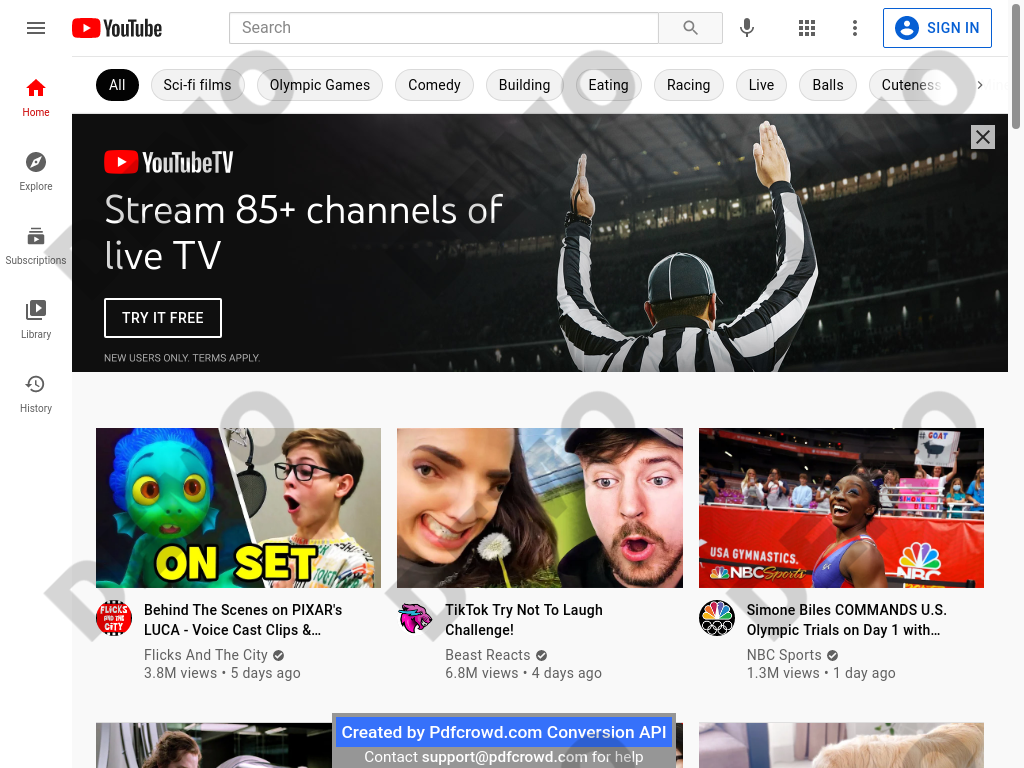 YouTube
Search
SIGN IN
All
Sci-fi films
Olympic Games
Comedy
Building
Eating
Racing
Live
Balls
Cuteness
Home
Explore
Subscriptions
Library
History
YouTubeTV
Stream 85+ channels of
live TV
TRY IT FREE
NEW USERS ONLY. TERMS APPLY.
DEMO
ON SET
# GOAT
USA GYMNASTICS.
NBC Sports
FLICKS
AND THE
CITY
Behind The Scenes on PIXAR's
LUCA - Voice Cast Clips &…
Flicks And The City
3.8M views • 5 days ago
TikTok Try Not To Laugh
Challenge!
Beast Reacts
6.8M views • 4 days ago
Simone Biles COMMANDS U.S.
Olympic Trials on Day 1 with…
NBC Sports
1.3M views • 1 day ago
Created by Pdfcrowd.com Conversion API
Contact support@pdfcrowd.com for help